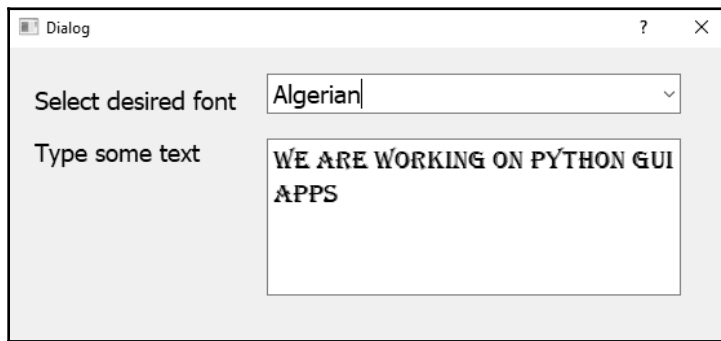 Dialog ?
Select desired font Algerian
Type some text
WE ARE WORKING ON PYTHON GUI
APPS